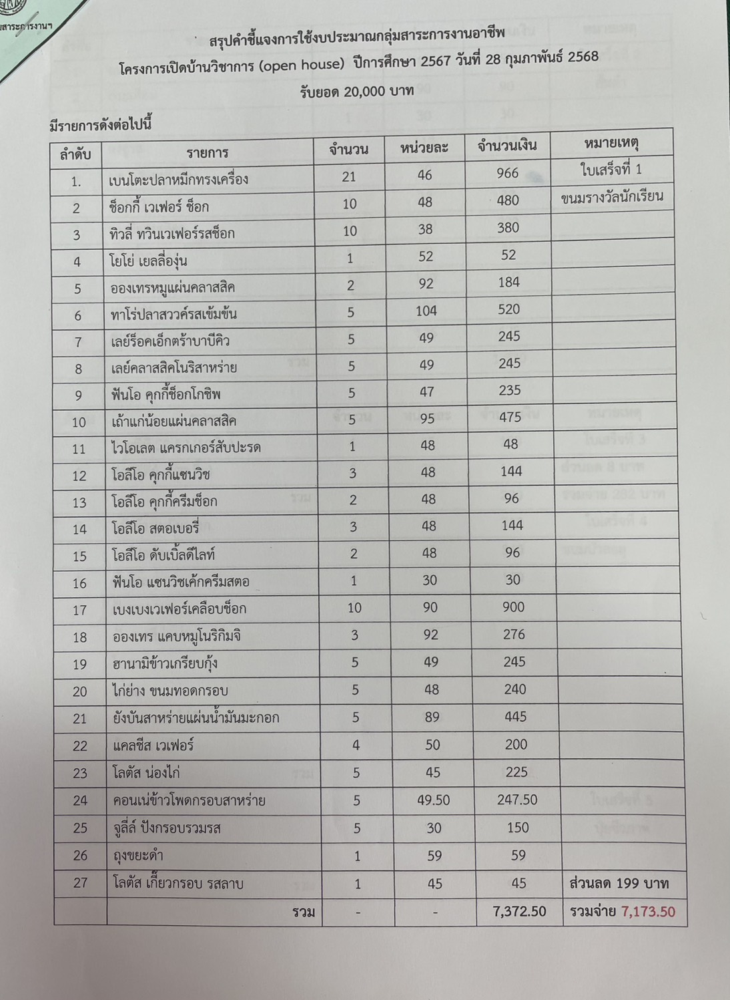 สาระการงานฯ
สรุปคำชี้แจงการใช้งบประมาณกลุ่มสาระการงานอาชีพ
โครงการเปิดบ้านวิชาการ (open house) ปีการศึกษา 2567 วันที่ 28 กุมภาพันธ์ 2568
รับยอด 20,000 บาท
มีรายการดังต่อไปนี้
ลำดับ รายการ จำนวน หน่วยละ จำนวนเงิน หมายเหตุ
1. เบนโตะปลาหมึกทรงเครื่อง 21 46 966 ใบเสร็จที่ 1
2 ช็อกกี้ เวเฟอร์ ช็อก 10 48 480 ขนมรางวัลนักเรียน
3 ทิวลี่ ทวินเวเฟอร์รสช็อก 10 38 380
4 โยโย่ เยลลี่องุ่น 1 52 52
5 อองเทรหมูแผ่นคลาสสิค 2 92 184
6 ทาโร่ปลาสววค์รสเข้มข้น 5 104 520
7 เลย์ร็อคเอ็กตร้าบาบีคิว 5 49 245
8 เลย์คลาสสิคโนริสาหร่าย 5 49 245
9 ฟันโอ คุกกี้ช็อกโกชิพ 5 47 235
10 เถ้าแก่น้อยแผ่นคลาสสิค 5 95 475
11 ไวโอเลต แครกเกอร์สับปะรด 1 48 48
12 โอลีโอ คุกกี้แซนวิช 3 48 144
13 โอลีโอ คุกกี้ครีมช็อก 2 48 96
14 โอลีโอ สตอเบอรี่ 3 48 144
15 โอลีโอ ดับเบิ้ลดีไลท์ 2 48 96
16 ฟันโอ แซนวิชเค้กครีมสตอ 1 30 30
17 เบงเบงเวเฟอร์เคลือบช็อก 10 90 900
18 อองเทร แคบหมูโนริกิมจิ 3 92 276
19 ฮานามิข้าวเกรียบกุ้ง 5 49 245
20 ไก่ย่าง ขนมทอดกรอบ 5 48 240
21 ยังบันสาหร่ายแผ่นน้ำมันมะกอก 5 89 445
22 แคลชีส เวเฟอร์ 4 50 200
23 โลตัส น่องไก่ 5 45 225
24 คอนเน่ข้าวโพดกรอบสาหร่าย 5 49.50 247.50
25 จูลี่ล์ ปังกรอบรวมรส 5 30 150
26 ถุงขยะดำ 1 59 59
27 โลตัส เกี๊ยวกรอบ รสลาบ 1 45 45 ส่วนลด 199 บาท
รวม - - 7,372.50 รวมจ่าย 7,173.50